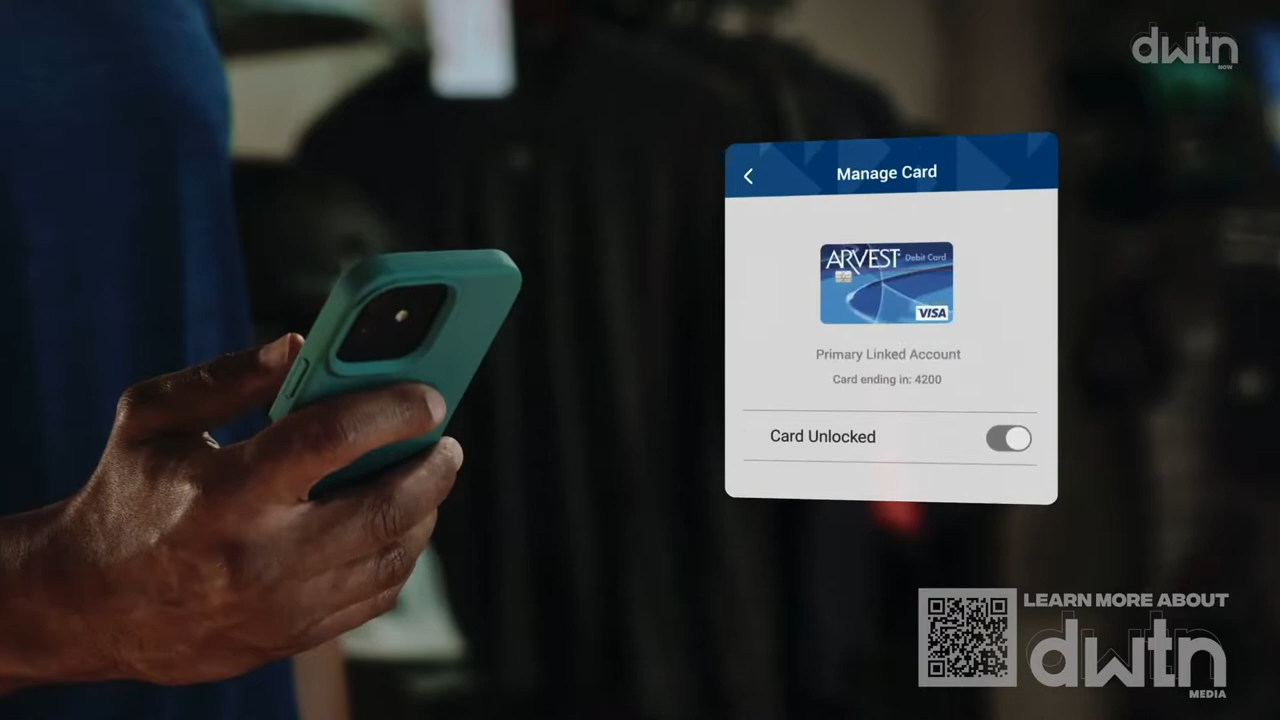 dwtn
NOW
Manage Card
ARVEST Debit Card
VISA
Primary Linked Account
Card ending in: 4200
Card Unlocked
LEARN MORE ABOUT
dwtn
MEDIA